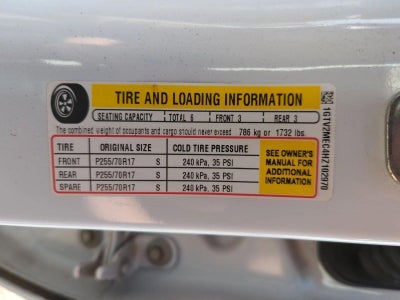 TIRE AND LOADING INFORMATION
SEATING CAPACITY TOTAL 6 FRONT 3 REAR 3
The combined weight of occupants and cargo should never exceed 786 kg or 1732 lbs.
TIRE ORIGINAL SIZE COLD TIRE PRESSURE
FRONT P255/70R17 S 240 kPa, 35 PSI
REAR P255/70R17 S 240 kPa, 35 PSI
SPARE P255/70R17 S 240 kPa, 35 PSI
SEE OWNER'S
MANUAL FOR
ADDITIONAL
INFORMATION